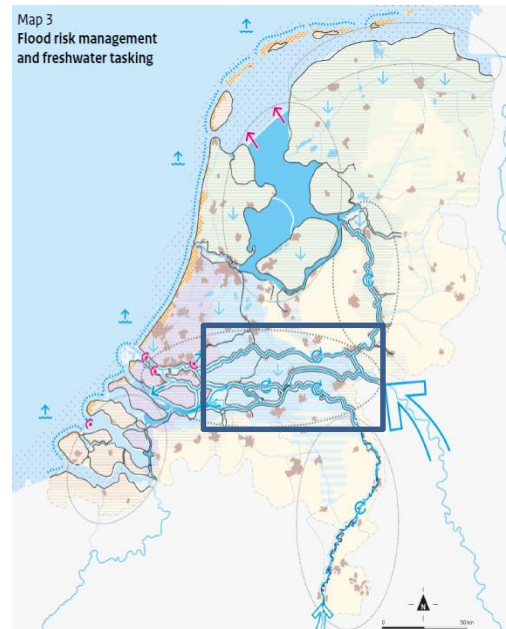 Map 3
Flood risk management
and freshwater tasking
N
0
50 km